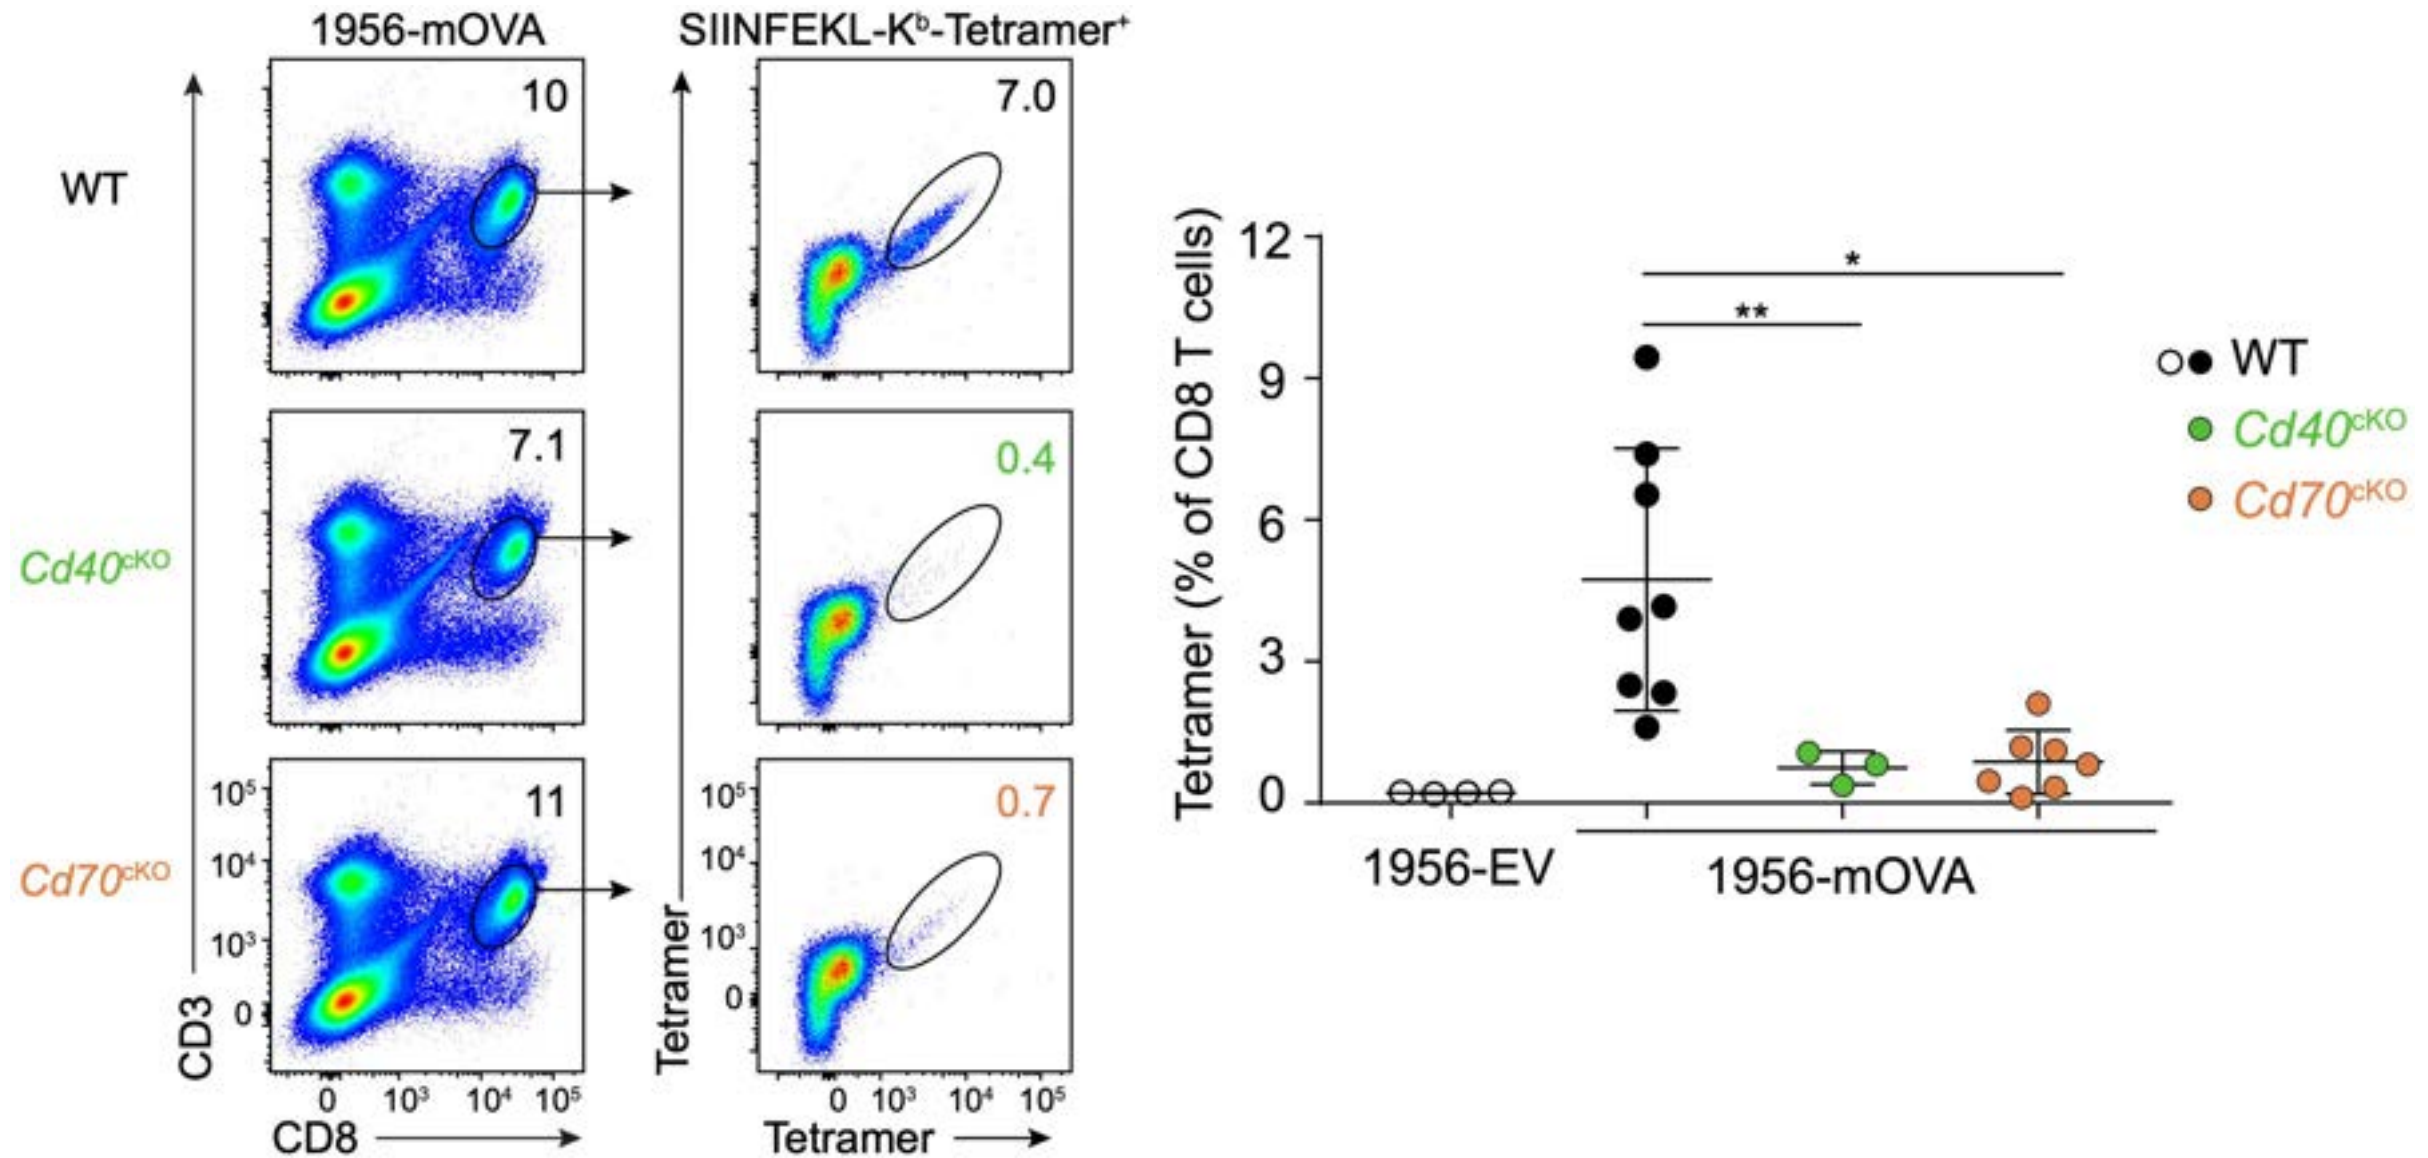 1956-mOVA
SIINFEKL-Kᵇ-Tetramer⁺
WT
10
7.0
Cd40cKO
7.1
0.4
Cd70cKO
11
0.7
10⁵
10⁴
10³
0
CD3
10⁵
10⁴
10³
0
Tetramer
0 10³ 10⁴ 10⁵
CD8
0 10³ 10⁴ 10⁵
Tetramer
Tetramer (% of CD8 T cells)
12
9
6
3
0
*
**
1956-EV
1956-mOVA
WT
Cd40cKO
Cd70cKO